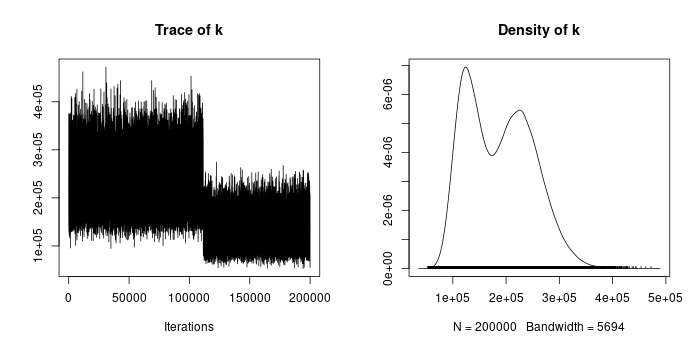 Trace of k
4e+05
3e+05
2e+05
1e+05
0 50000 100000 150000 200000
Iterations
Density of k
6e-06
4e-06
2e-06
0e+00
1e+05 2e+05 3e+05 4e+05 5e+05
N = 200000 Bandwidth = 5694